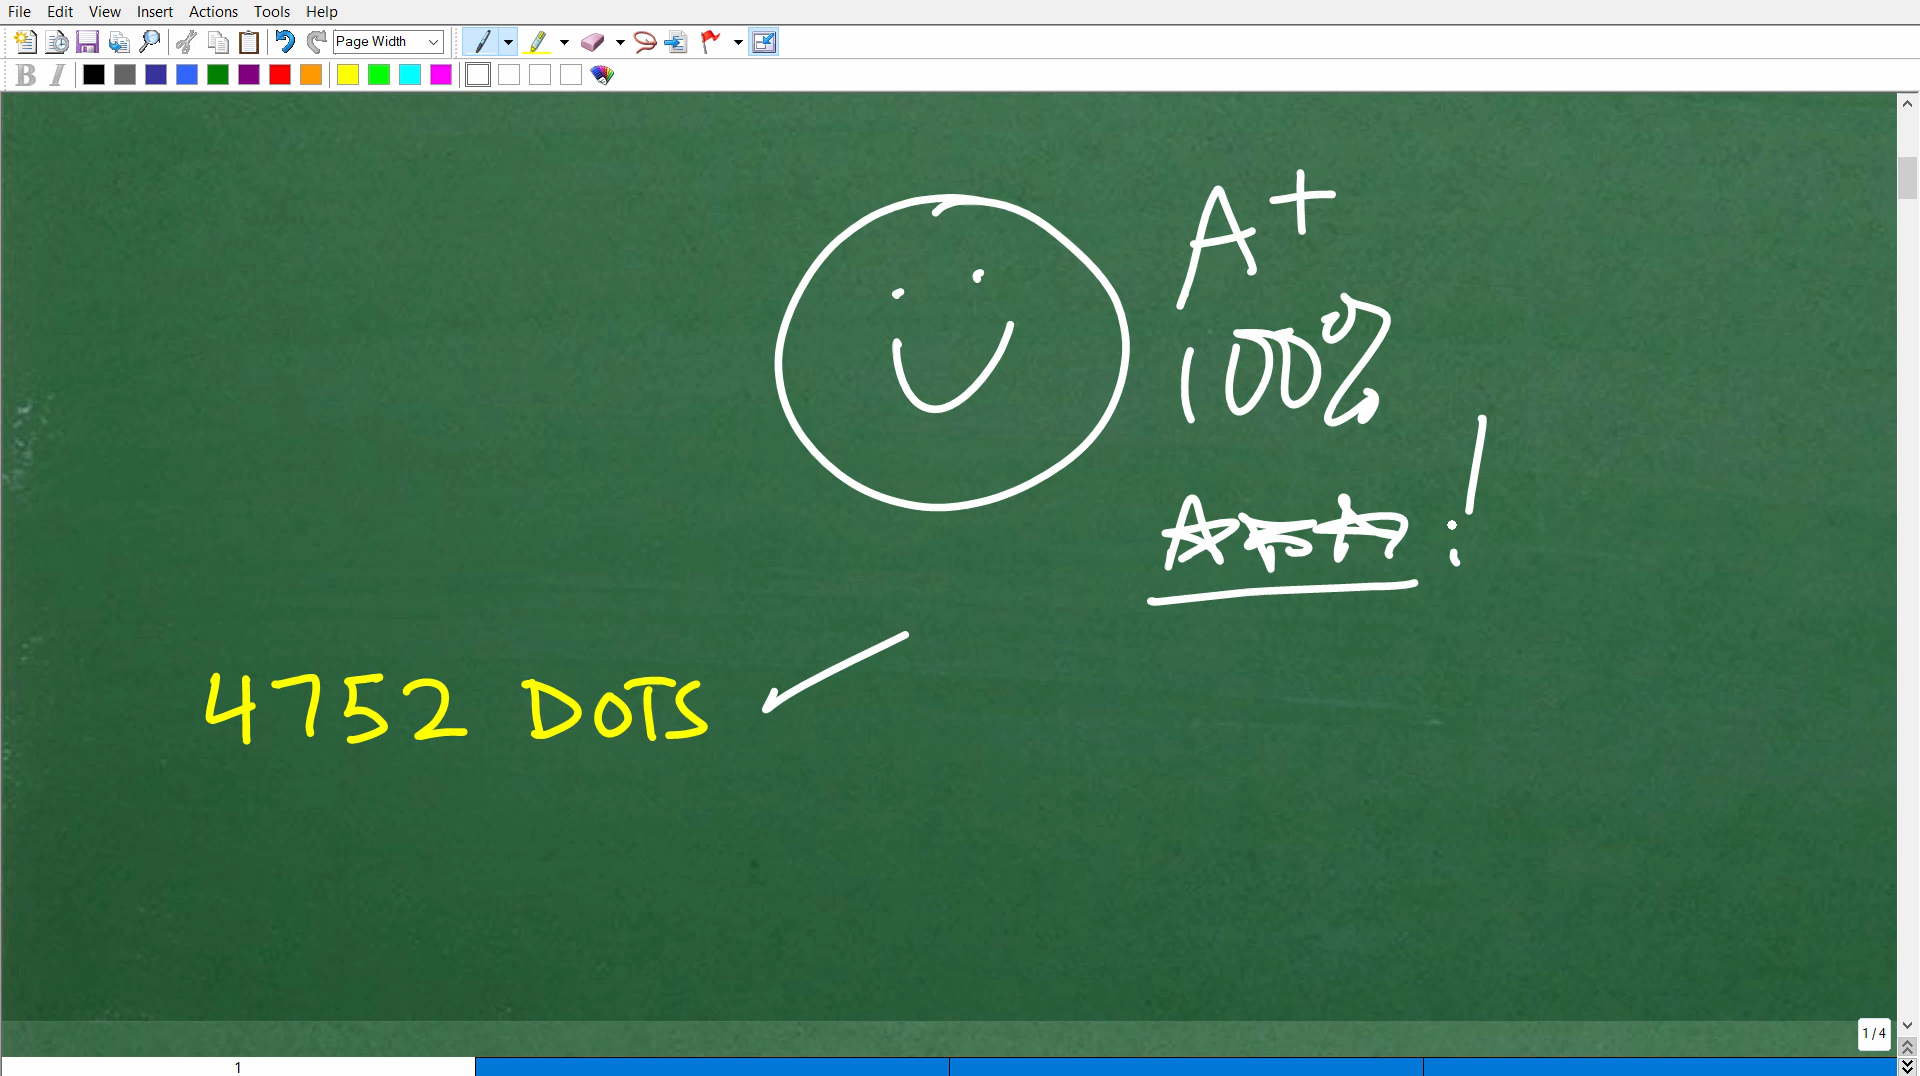 File Edit View Insert Actions Tools Help
Page Width
B I
A+
100%
!
4752 DOTS
1 / 4
1